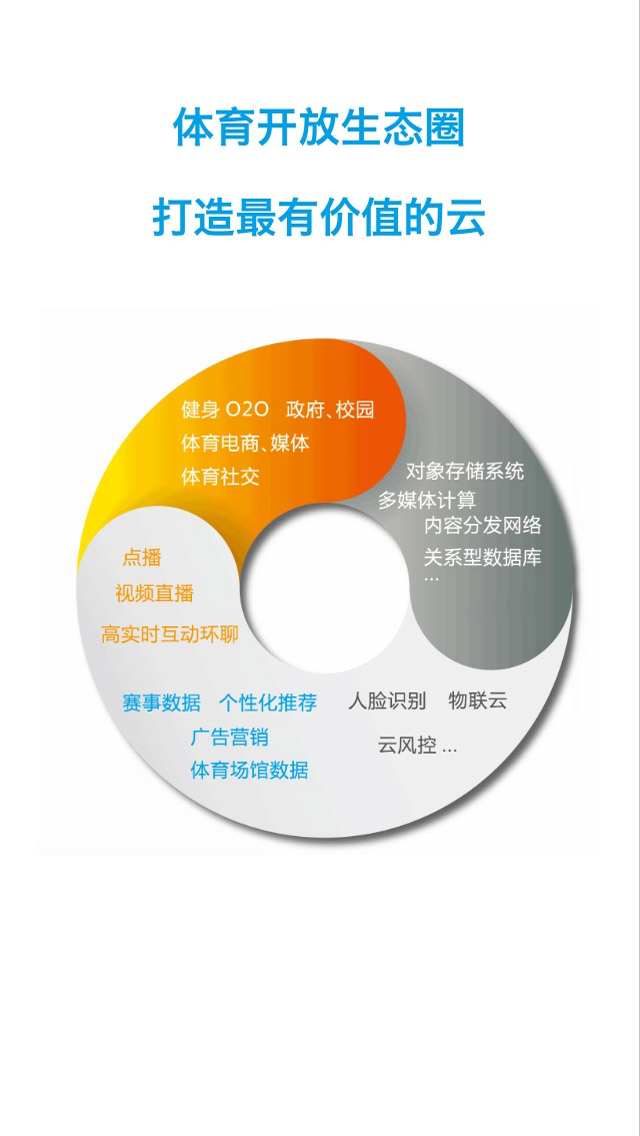 体育开放生态圈
打造最有价值的云
健身 O2O 政府、校园
体育电商、媒体
体育社交
对象存储系统
多媒体计算
内容分发网络
关系型数据库
...
点播
视频直播
高实时互动环聊
赛事数据 个性化推荐
广告营销
体育场馆数据
人脸识别 物联云
云风控 ...